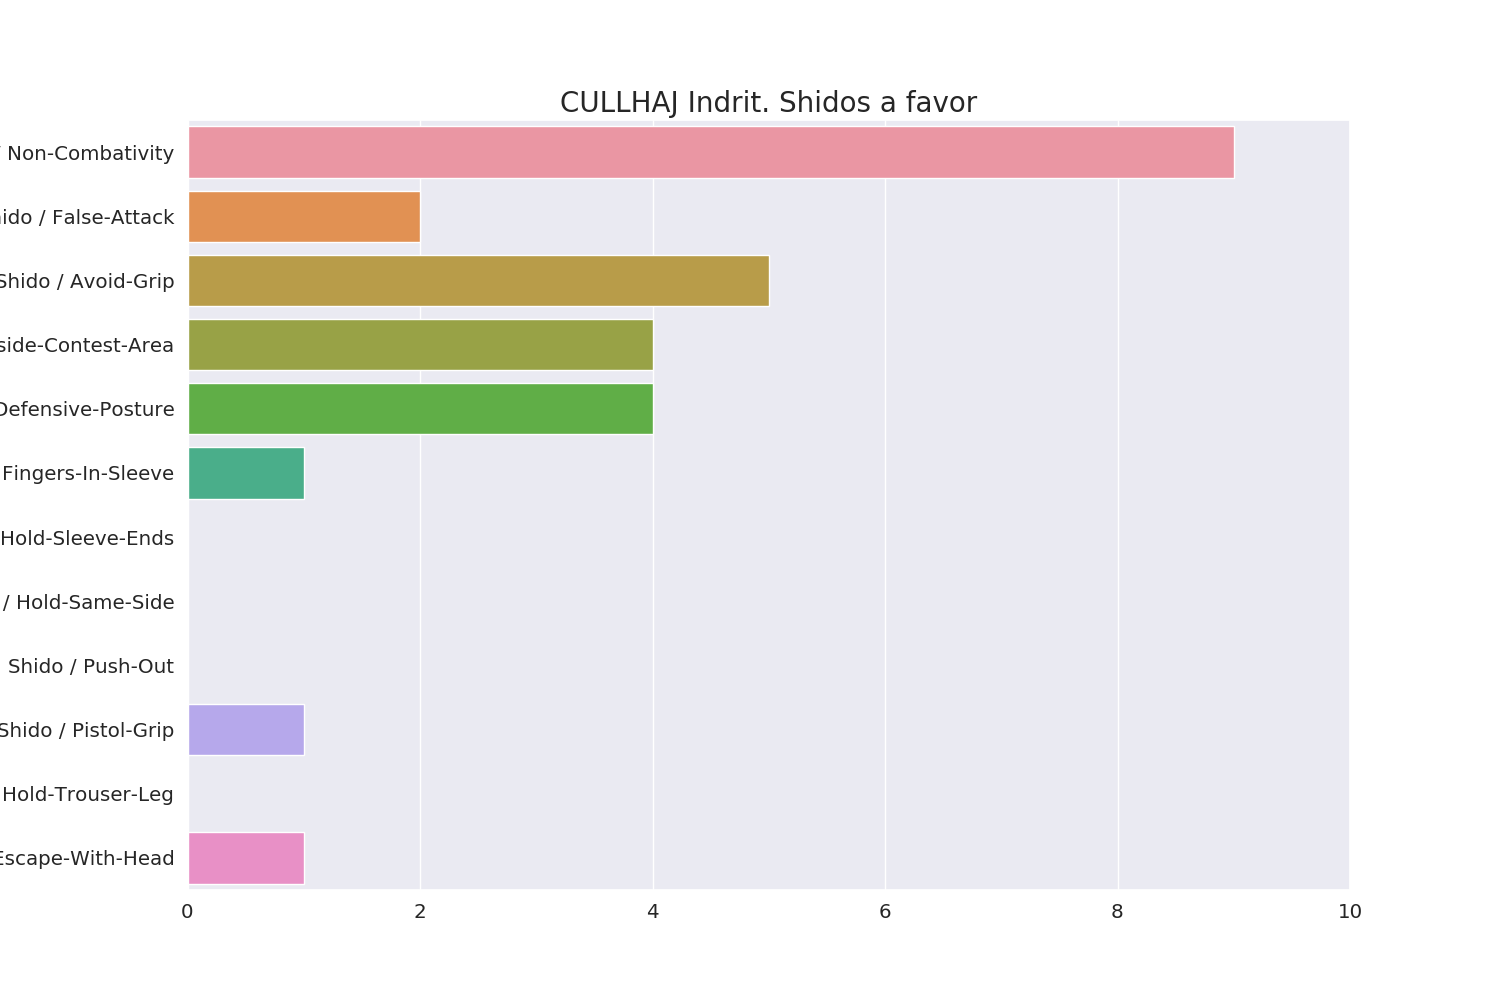 CULLHAJ Indrit. Shidos a favor
/ Non-Combativity
/ False-Attack
Shido / Avoid-Grip
-Contest-Area
Defensive-Posture
Fingers-In-Sleeve
Hold-Sleeve-Ends
/ Hold-Same-Side
Shido / Push-Out
Shido / Pistol-Grip
Hold-Trouser-Leg
Escape-With-Head
0 2 4 6 8 10